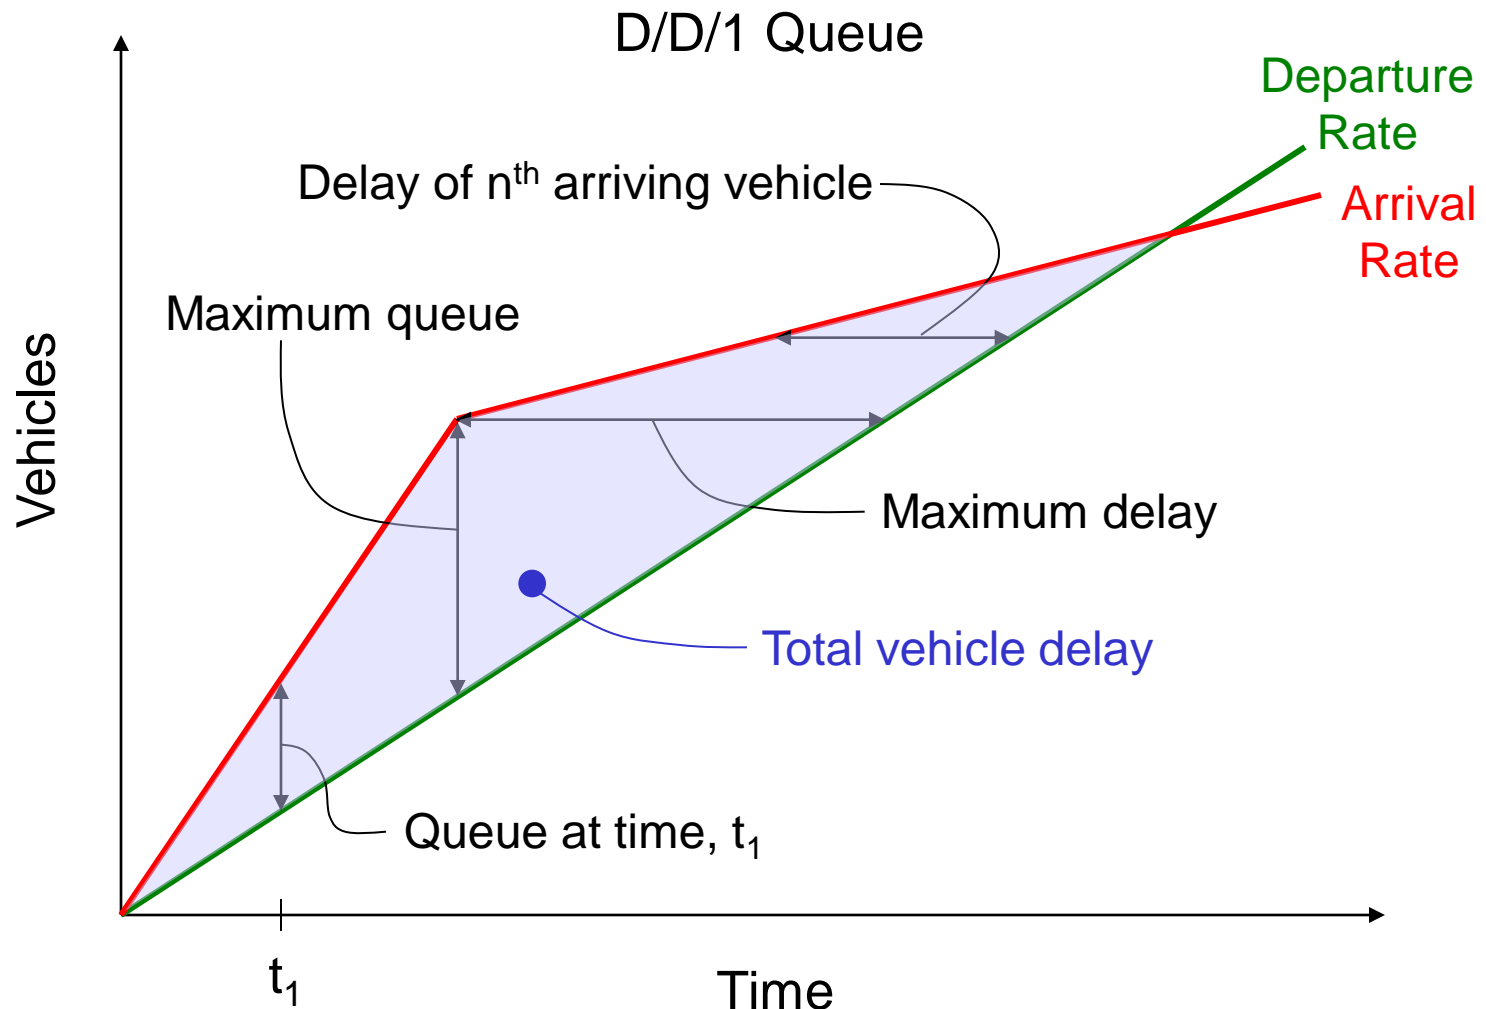 D/D/1 Queue
Departure
Rate
Delay of nth arriving vehicle
Arrival
Rate
Maximum queue
Vehicles
Maximum delay
Total vehicle delay
Queue at time, t1
t1
Time